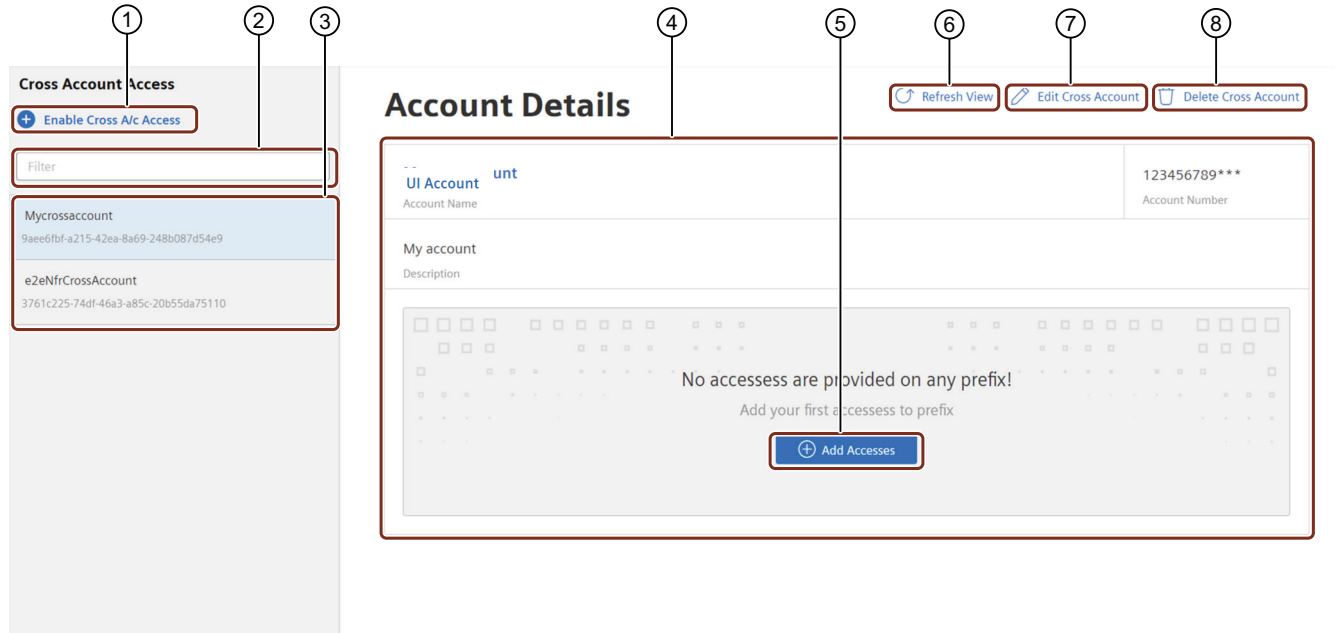 1 2 3 4 5 6 7 8
Cross Account Access
Enable Cross A/c Access
Filter
Mycrossaccount
9aee6fbf-a215-42ea-8a69-248b087d54e9
e2eNfrCrossAccount
3761c225-74df-46a3-a85c-20b55da75110
Account Details
Refresh View
Edit Cross Account
Delete Cross Account
UI Account unt
Account Name
123456789***
Account Number
My account
Description
No accessess are provided on any prefix!
Add your first accessess to prefix
Add Accesses